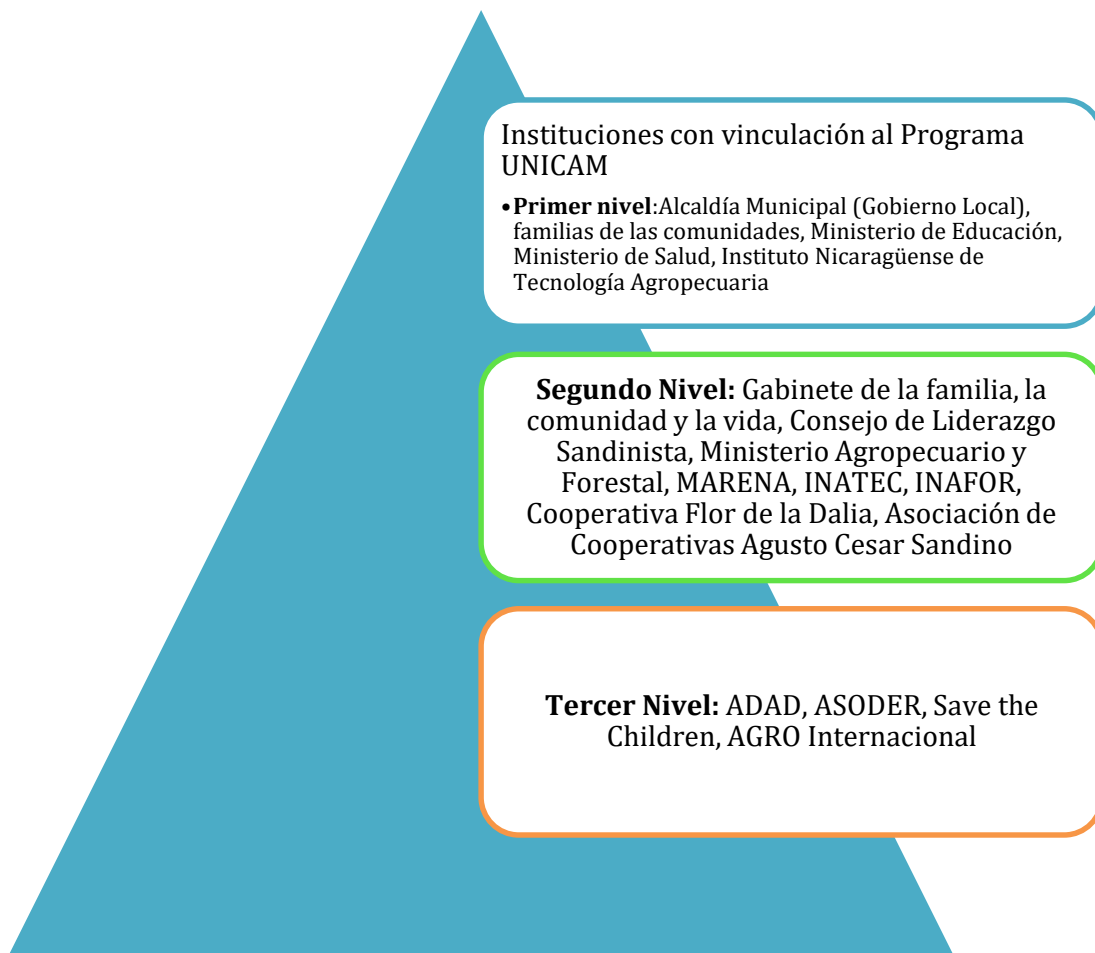 Instituciones con vinculación al Programa
UNICAM
•Primer nivel:Alcaldía Municipal (Gobierno Local),
familias de las comunidades, Ministerio de Educación,
Ministerio de Salud, Instituto Nicaragüense de
Tecnología Agropecuaria
Segundo Nivel: Gabinete de la familia, la
comunidad y la vida, Consejo de Liderazgo
Sandinista, Ministerio Agropecuario y
Forestal, MARENA, INATEC, INAFOR,
Cooperativa Flor de la Dalia, Asociación de
Cooperativas Agusto Cesar Sandino
Tercer Nivel: ADAD, ASODER, Save the
Children, AGRO Internacional